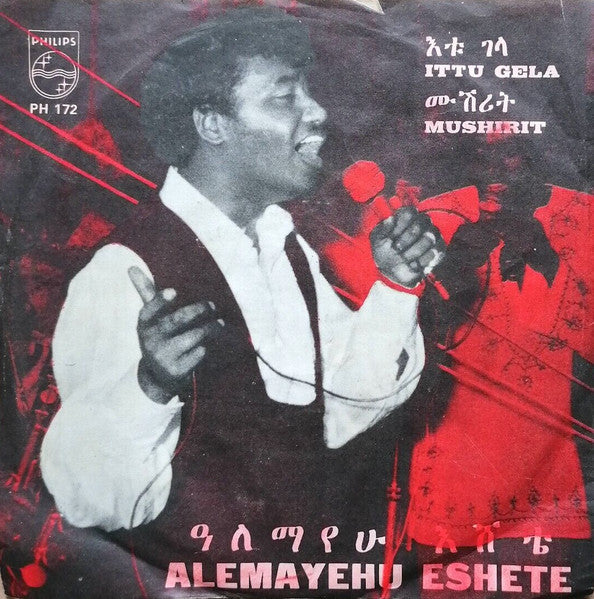 PHILIPS
PH 172
እቱ ገላ
ITTU GELA
ሙሽሪት
MUSHIRIT
ዓለማየሁ እሸቴ
ALEMAYEHU ESHETE